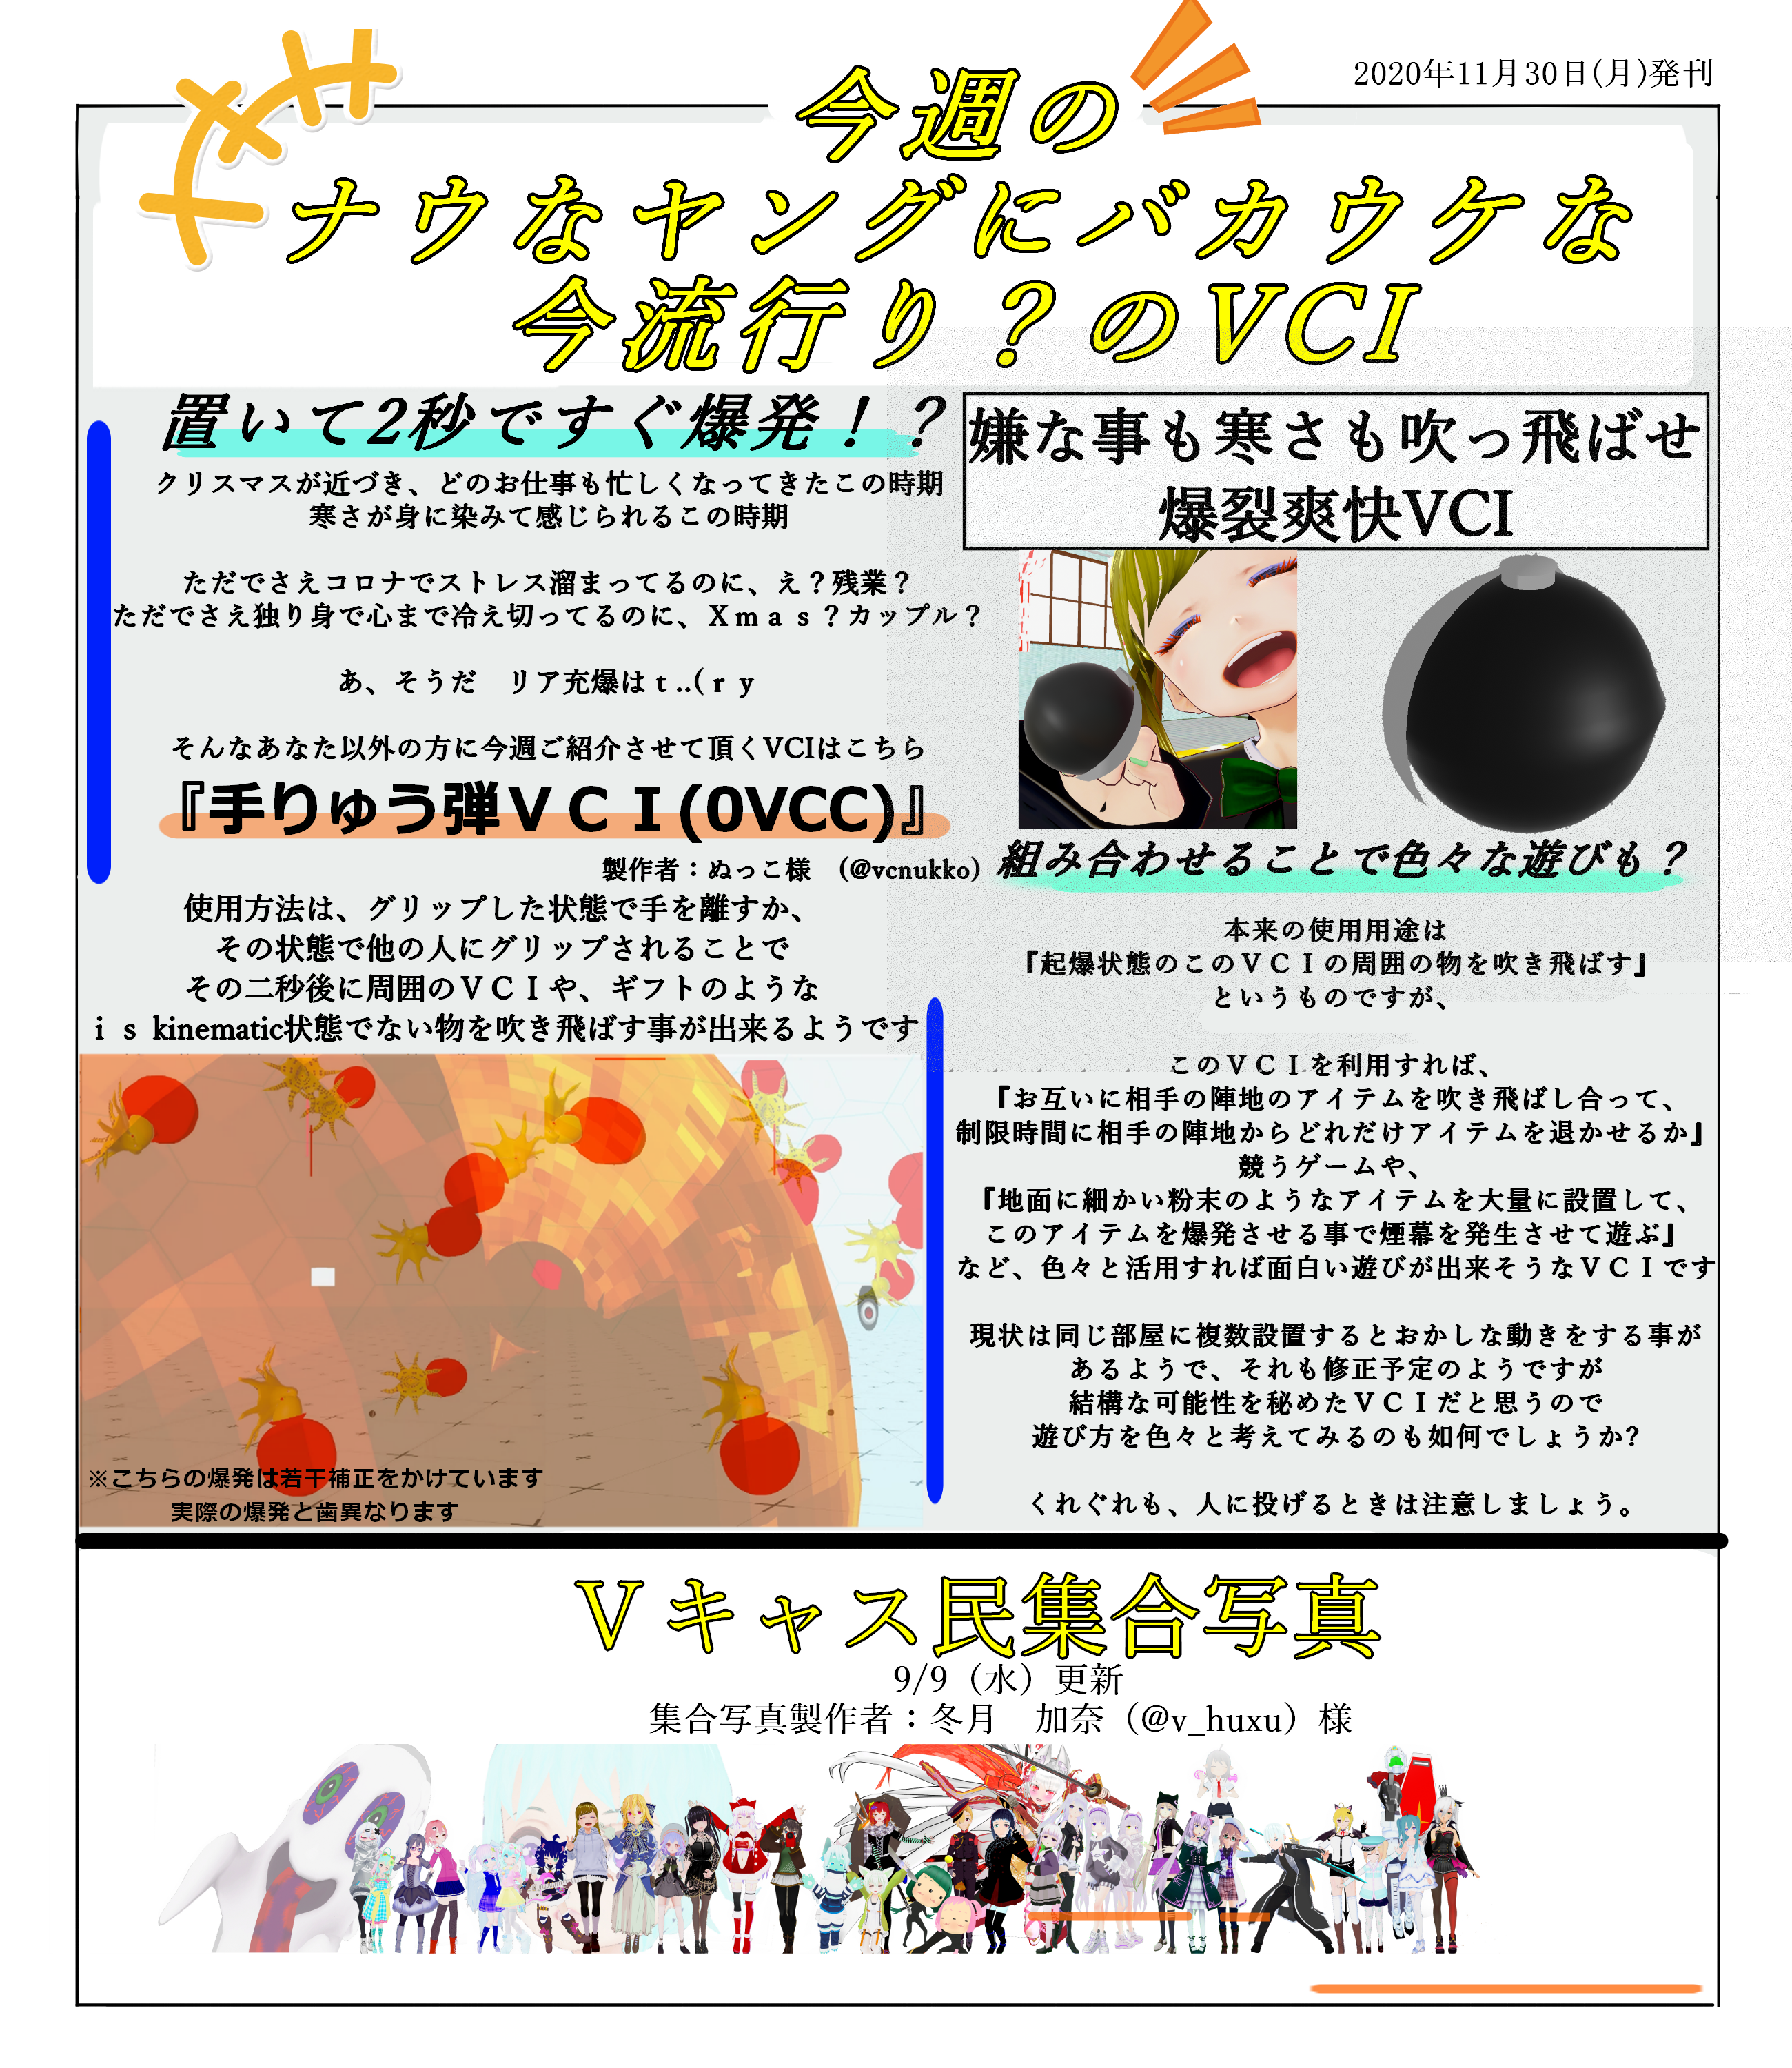 2020年11月30日(月)発刊
今週の
ナウなヤングにバカウケな
今流行り？のVCI
置いて2秒ですぐ爆発！？
クリスマスが近づき、どのお仕事も忙しくなってきたこの時期
寒さが身に染みて感じられるこの時期
ただでさえコロナでストレス溜まってるのに、え？残業？
ただでさえ独り身で心まで冷え切ってるのに、Ｘｍａｓ？カップル？
あ、そうだ　リア充爆はｔ..(ｒｙ
そんなあなた以外の方に今週ご紹介させて頂くVCIはこちら
『手りゅう弾ＶＣＩ(0VCC)』
製作者：ぬっこ様　(@vcnukko)
使用方法は、グリップした状態で手を離すか、
その状態で他の人にグリップされることで
その二秒後に周囲のＶＣＩや、ギフトのような
ｉｓ kinematic状態でない物を吹き飛ばす事が出来るようです
※こちらの爆発は若干補正をかけています
実際の爆発と歯異なります
嫌な事も寒さも吹っ飛ばせ
爆裂爽快VCI
組み合わせることで色々な遊びも？
本来の使用用途は
『起爆状態のこのＶＣＩの周囲の物を吹き飛ばす』
というものですが、
このＶＣＩを利用すれば、
『お互いに相手の陣地のアイテムを吹き飛ばし合って、
制限時間に相手の陣地からどれだけアイテムを退かせるか』
競うゲームや、
『地面に細かい粉末のようなアイテムを大量に設置して、
このアイテムを爆発させる事で煙幕を発生させて遊ぶ』
など、色々と活用すれば面白い遊びが出来そうなＶＣＩです
現状は同じ部屋に複数設置するとおかしな動きをする事が
あるようで、それも修正予定のようですが
結構な可能性を秘めたＶＣＩだと思うので
遊び方を色々と考えてみるのも如何でしょうか?
くれぐれも、人に投げるときは注意しましょう。
Ｖキャス民集合写真
9/9（水）更新
集合写真製作者：冬月　加奈（@v_huxu）様